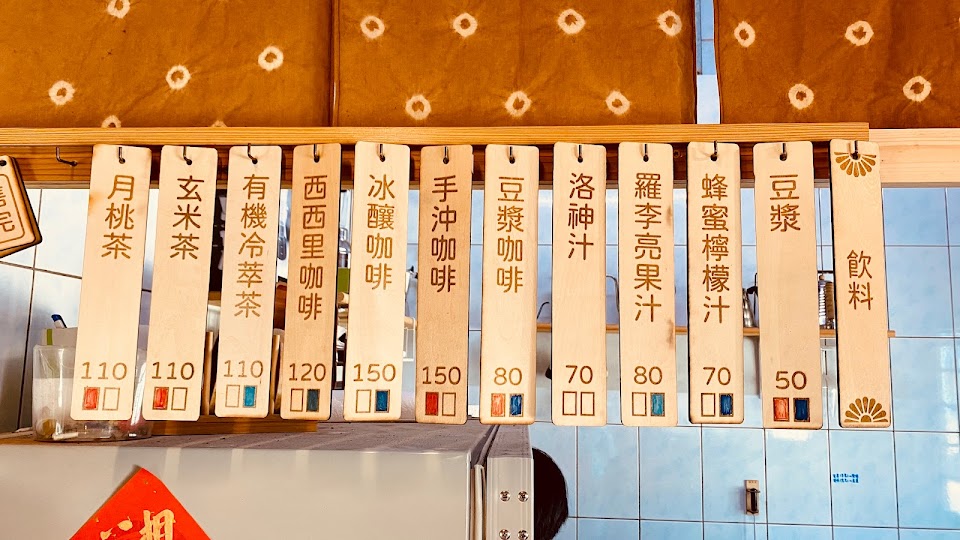 飲料
豆漿
50
蜂蜜檸檬汁
70
羅李亮果汁
80
洛神汁
70
豆漿咖啡
80
手沖咖啡
150
冰釀咖啡
150
西西里咖啡
120
有機冷萃茶
110
玄米茶
110
月桃茶
110
售完